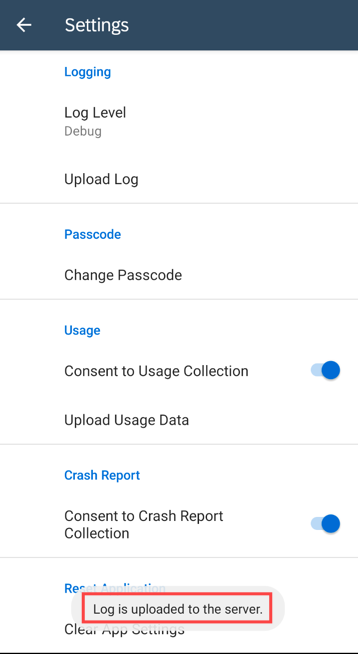 Settings
Logging
Log Level
Debug
Upload Log
Passcode
Change Passcode
Usage
Consent to Usage Collection
Upload Usage Data
Crash Report
Consent to Crash Report
Collection
Reset Application
Log is uploaded to the server.
Clear App Settings